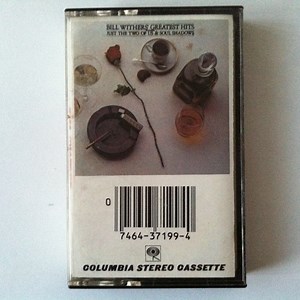 BILL WITHERS' GREATEST HITS
JUST THE TWO OF US & SOUL SHADOWS
0
7464-37199-4
COLUMBIA STEREO CASSETTE